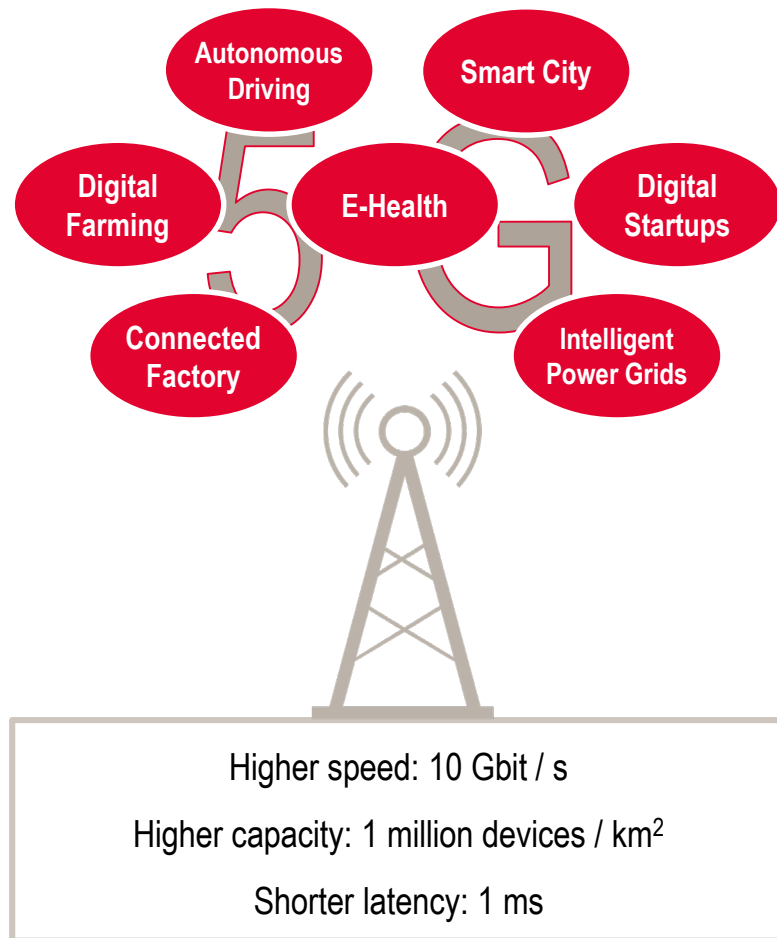 Autonomous
Driving
Smart City
5G
Digital
Farming
E-Health
Digital
Startups
Connected
Factory
Intelligent
Power Grids
Higher speed: 10 Gbit / s
Higher capacity: 1 million devices / km²
Shorter latency: 1 ms